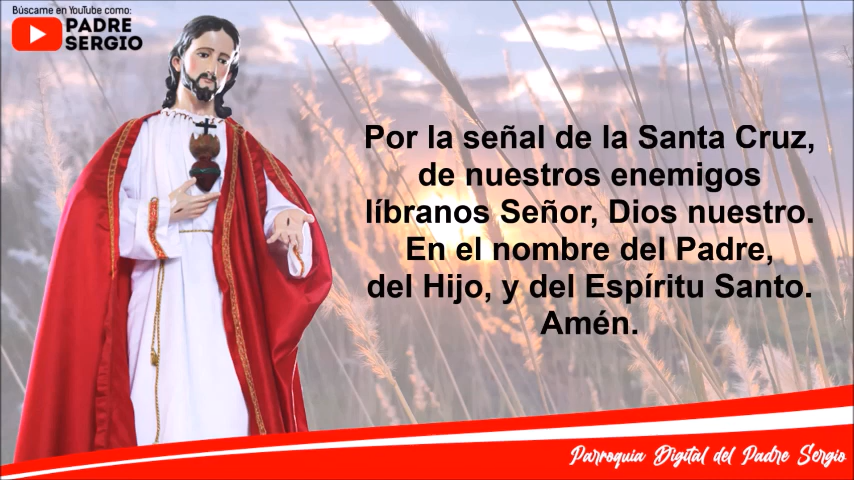 Búscame en YouTube como:
PADRE
SERGIO
Por la señal de la Santa Cruz,
de nuestros enemigos
líbranos Señor, Dios nuestro.
En el nombre del Padre,
del Hijo, y del Espíritu Santo.
Amén.
Parroquia Digital del Padre Sergio